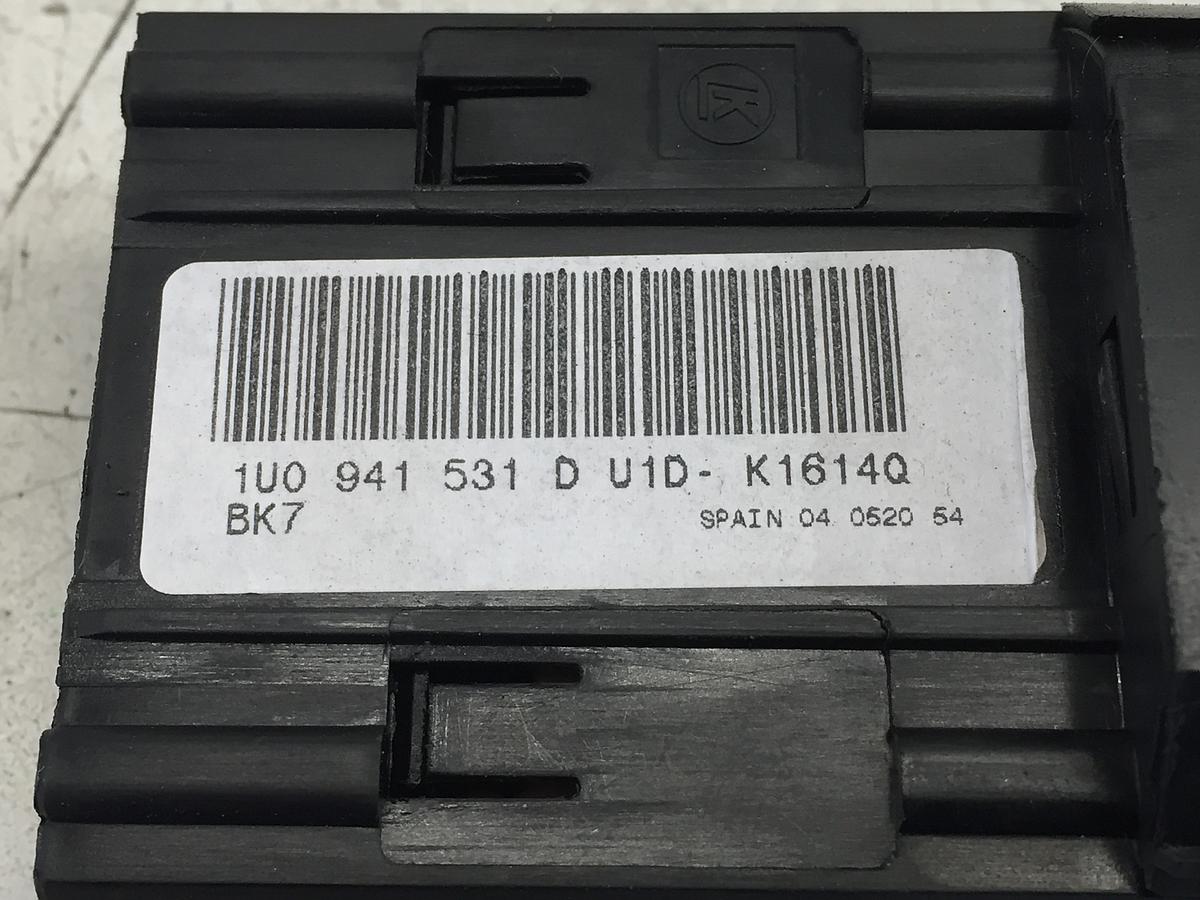 1U0 941 531 D U1D- K1614Q
BK7
SPAIN 04 0520 54